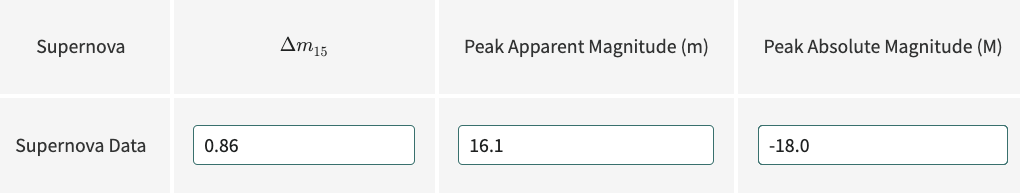 Supernova Δm₁₅ Peak Apparent Magnitude (m) Peak Absolute Magnitude (M)
Supernova Data 0.86 16.1 -18.0